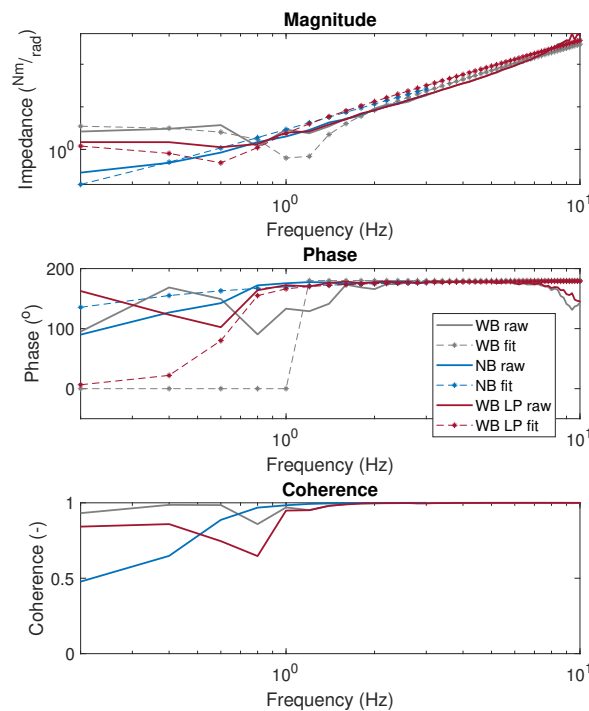 Magnitude
Impedance (Nm/rad)
10^0
10^0
10^1
Frequency (Hz)
Phase
Phase (°)
200
100
0
WB raw
WB fit
NB raw
NB fit
WB LP raw
WB LP fit
10^0
10^1
Frequency (Hz)
Coherence
Coherence (-)
1
0.5
0
10^0
10^1
Frequency (Hz)